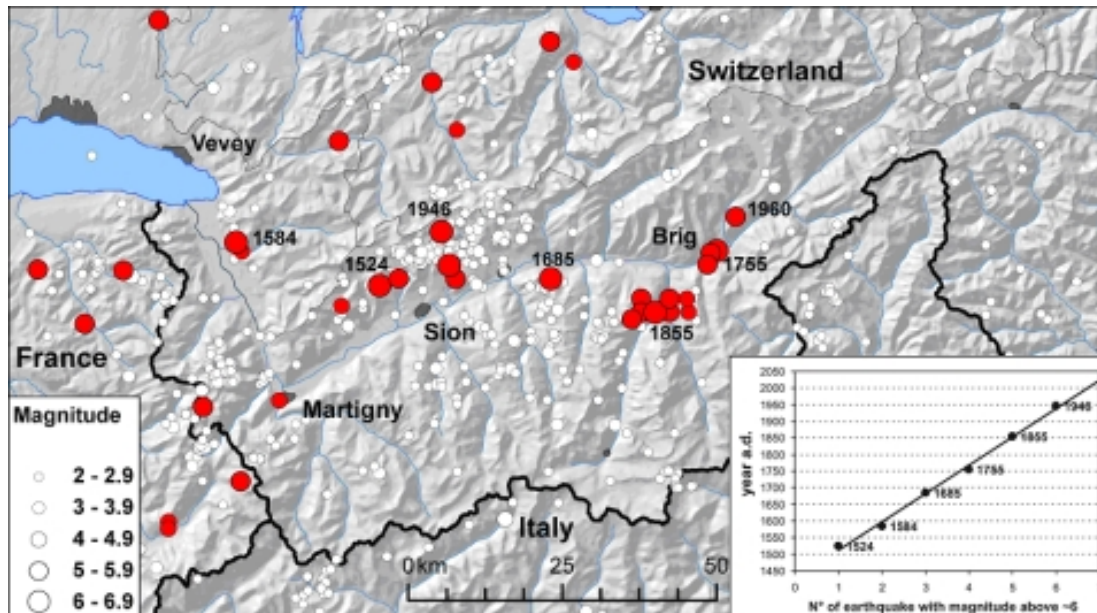 Switzerland
Vevey
1946
1960
1584
Brig
1524
1685
1755
Sion
1855
France
Martigny
Magnitude
2 - 2.9
3 - 3.9
4 - 4.9
5 - 5.9
6 - 6.9
Italy
0 km 25 50
year a.d.
2050
2000
1950
1900
1850
1800
1750
1700
1650
1600
1550
1500
1450
1946
1855
1755
1685
1584
1524
0 1 2 3 4 5 6
N° of earthquake with magnitude above ~6